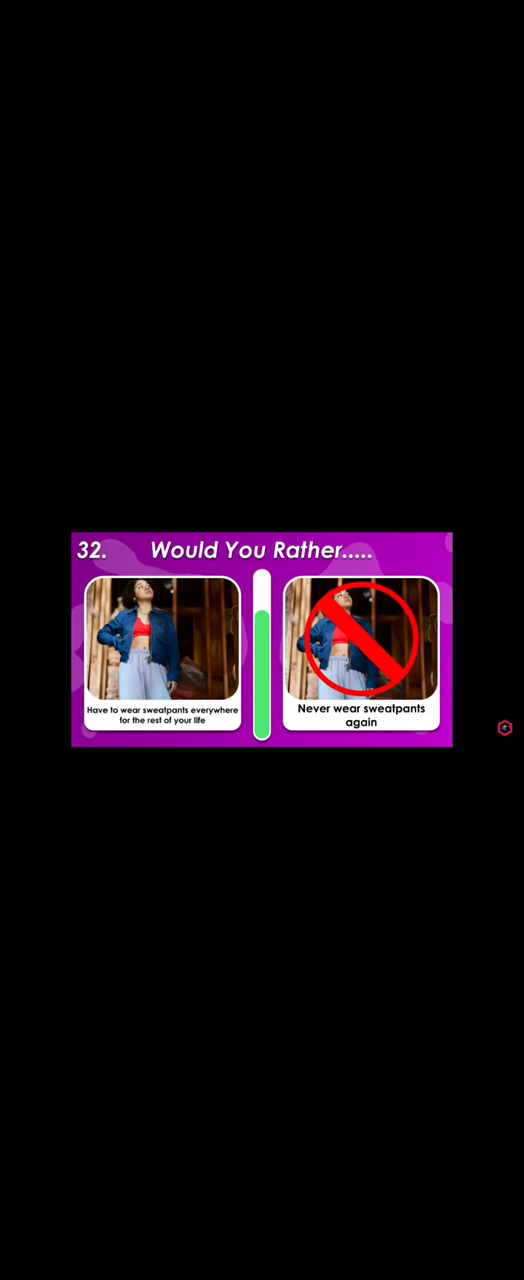 32. Would You Rather.....
Have to wear sweatpants everywhere
for the rest of your life
Never wear sweatpants
again